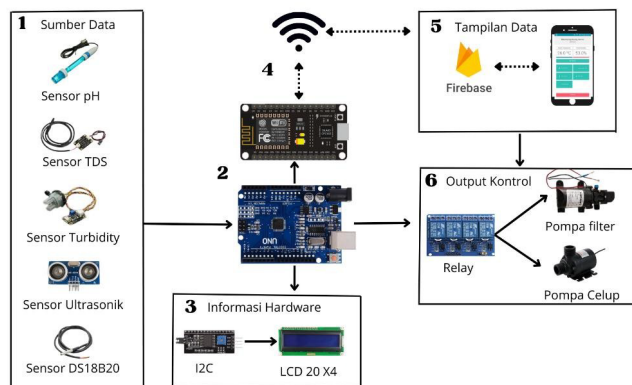 1 Sumber Data
Sensor pH
Sensor TDS
Sensor Turbidity
Sensor Ultrasonik
Sensor DS18B20
2
UNO
3 Informasi Hardware
I2C
LCD 20 X4
4
5 Tampilan Data
Firebase
6 Output Kontrol
Relay
Pompa filter
Pompa Celup